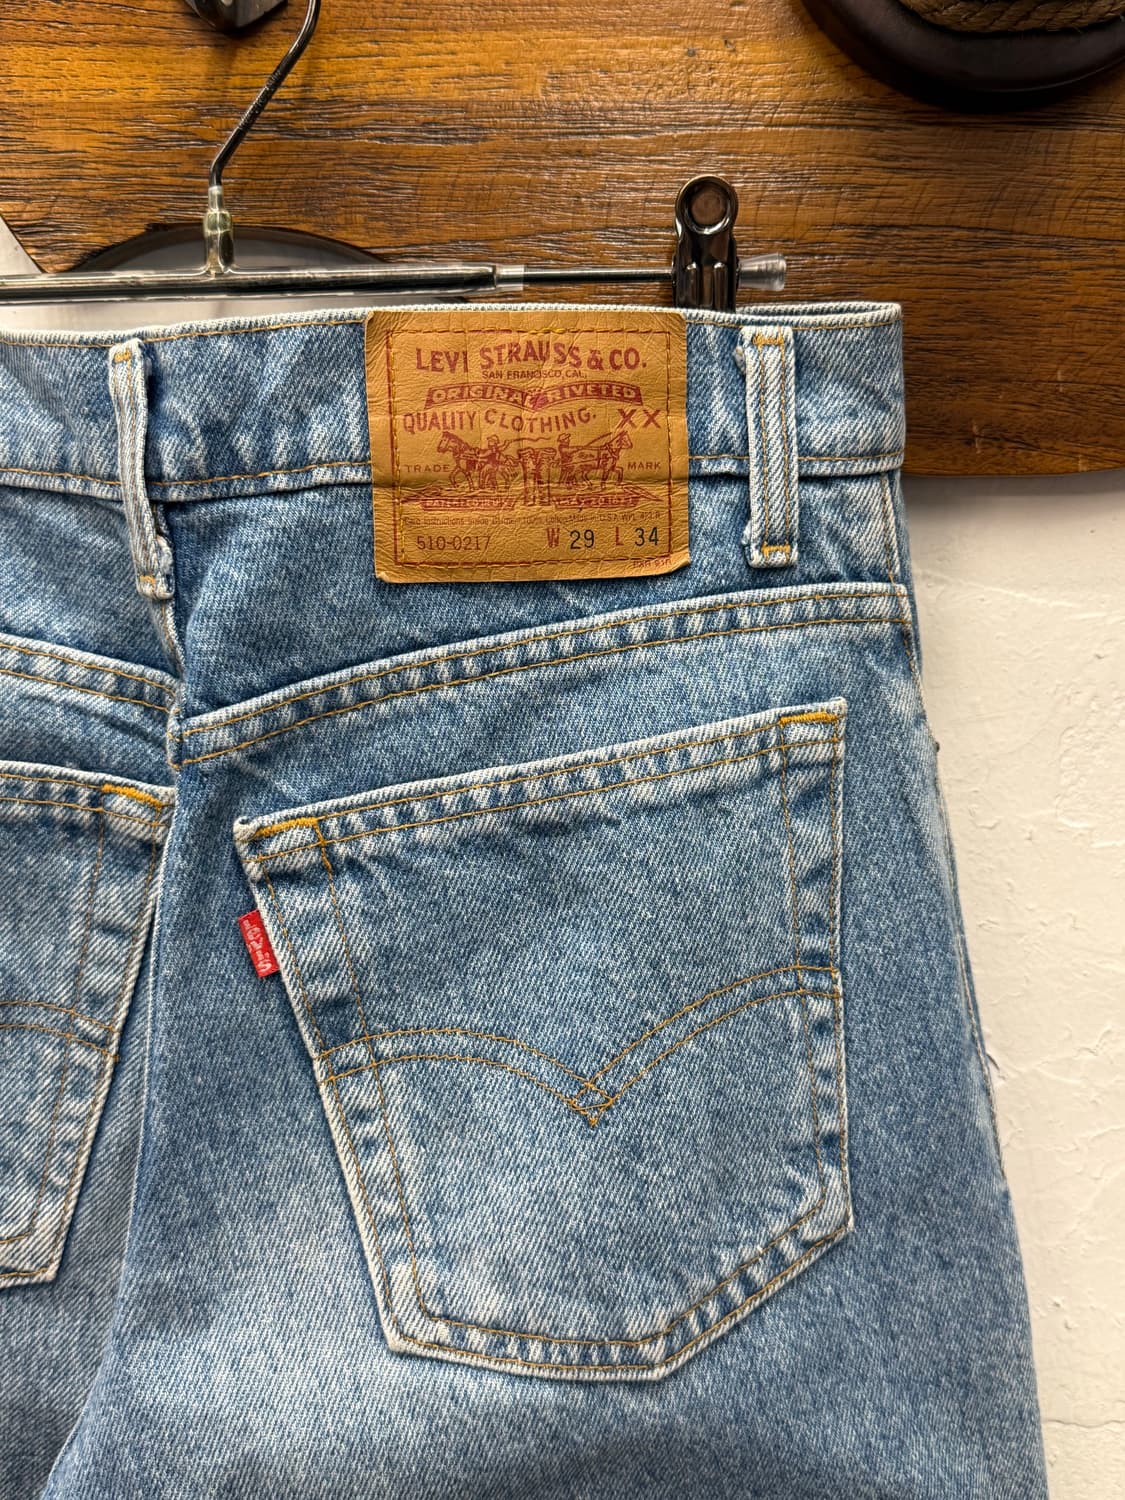 LEVI STRAUSS & CO.
SAN FRANCISCO, CAL.
ORIGINAL RIVETED
QUALITY CLOTHING. XX
TRADE MARK
510-0217 W 29 L 34
Levi's